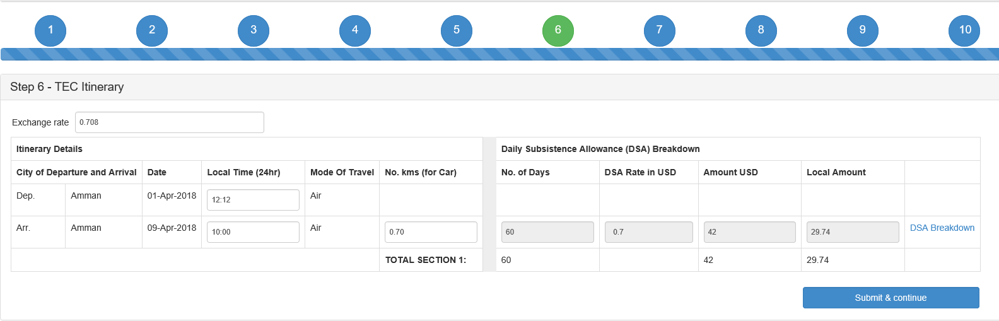 1 2 3 4 5 6 7 8 9 10
Step 6 - TEC Itinerary
Exchange rate 0.708
Itinerary Details Daily Subsistence Allowance (DSA) Breakdown
City of Departure and Arrival Date Local Time (24hr) Mode Of Travel No. kms (for Car) No. of Days DSA Rate in USD Amount USD Local Amount
Dep. Amman 01-Apr-2018 12:12 Air
Arr. Amman 09-Apr-2018 10:00 Air 0.70 60 0.7 42 29.74 DSA Breakdown
TOTAL SECTION 1: 60 42 29.74
Submit & continue